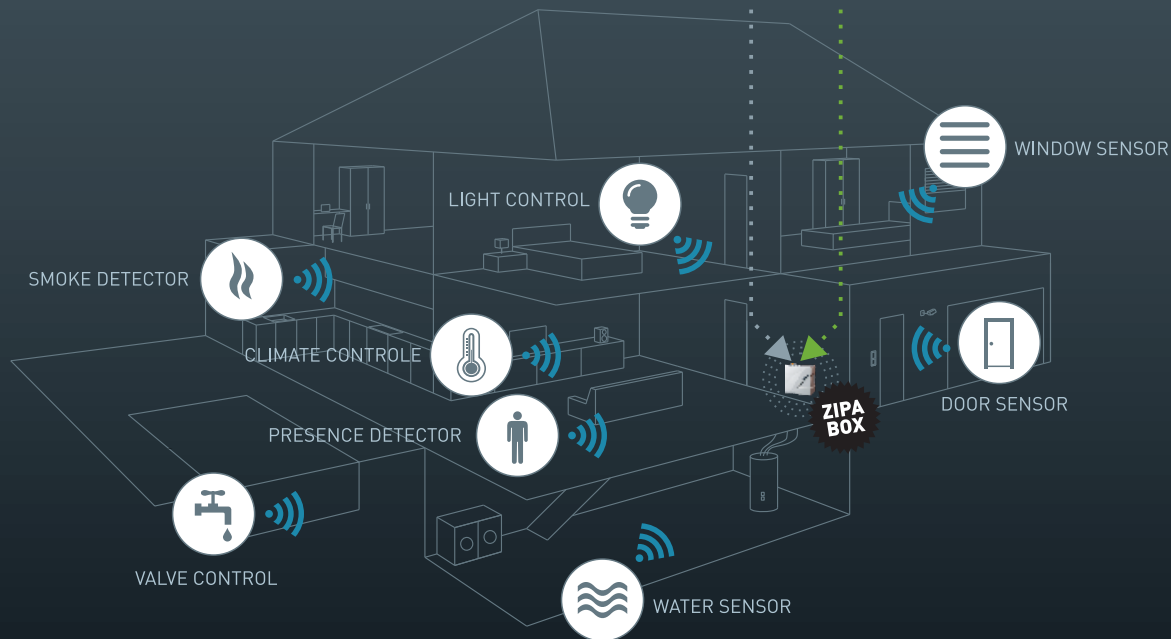 WINDOW SENSOR
LIGHT CONTROL
SMOKE DETECTOR
CLIMATE CONTROLE
DOOR SENSOR
ZIPA
BOX
PRESENCE DETECTOR
VALVE CONTROL
WATER SENSOR